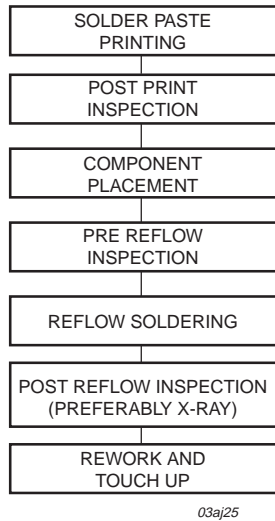 SOLDER PASTE
PRINTING
POST PRINT
INSPECTION
COMPONENT
PLACEMENT
PRE REFLOW
INSPECTION
REFLOW SOLDERING
POST REFLOW INSPECTION
(PREFERABLY X-RAY)
REWORK AND
TOUCH UP
03aj25